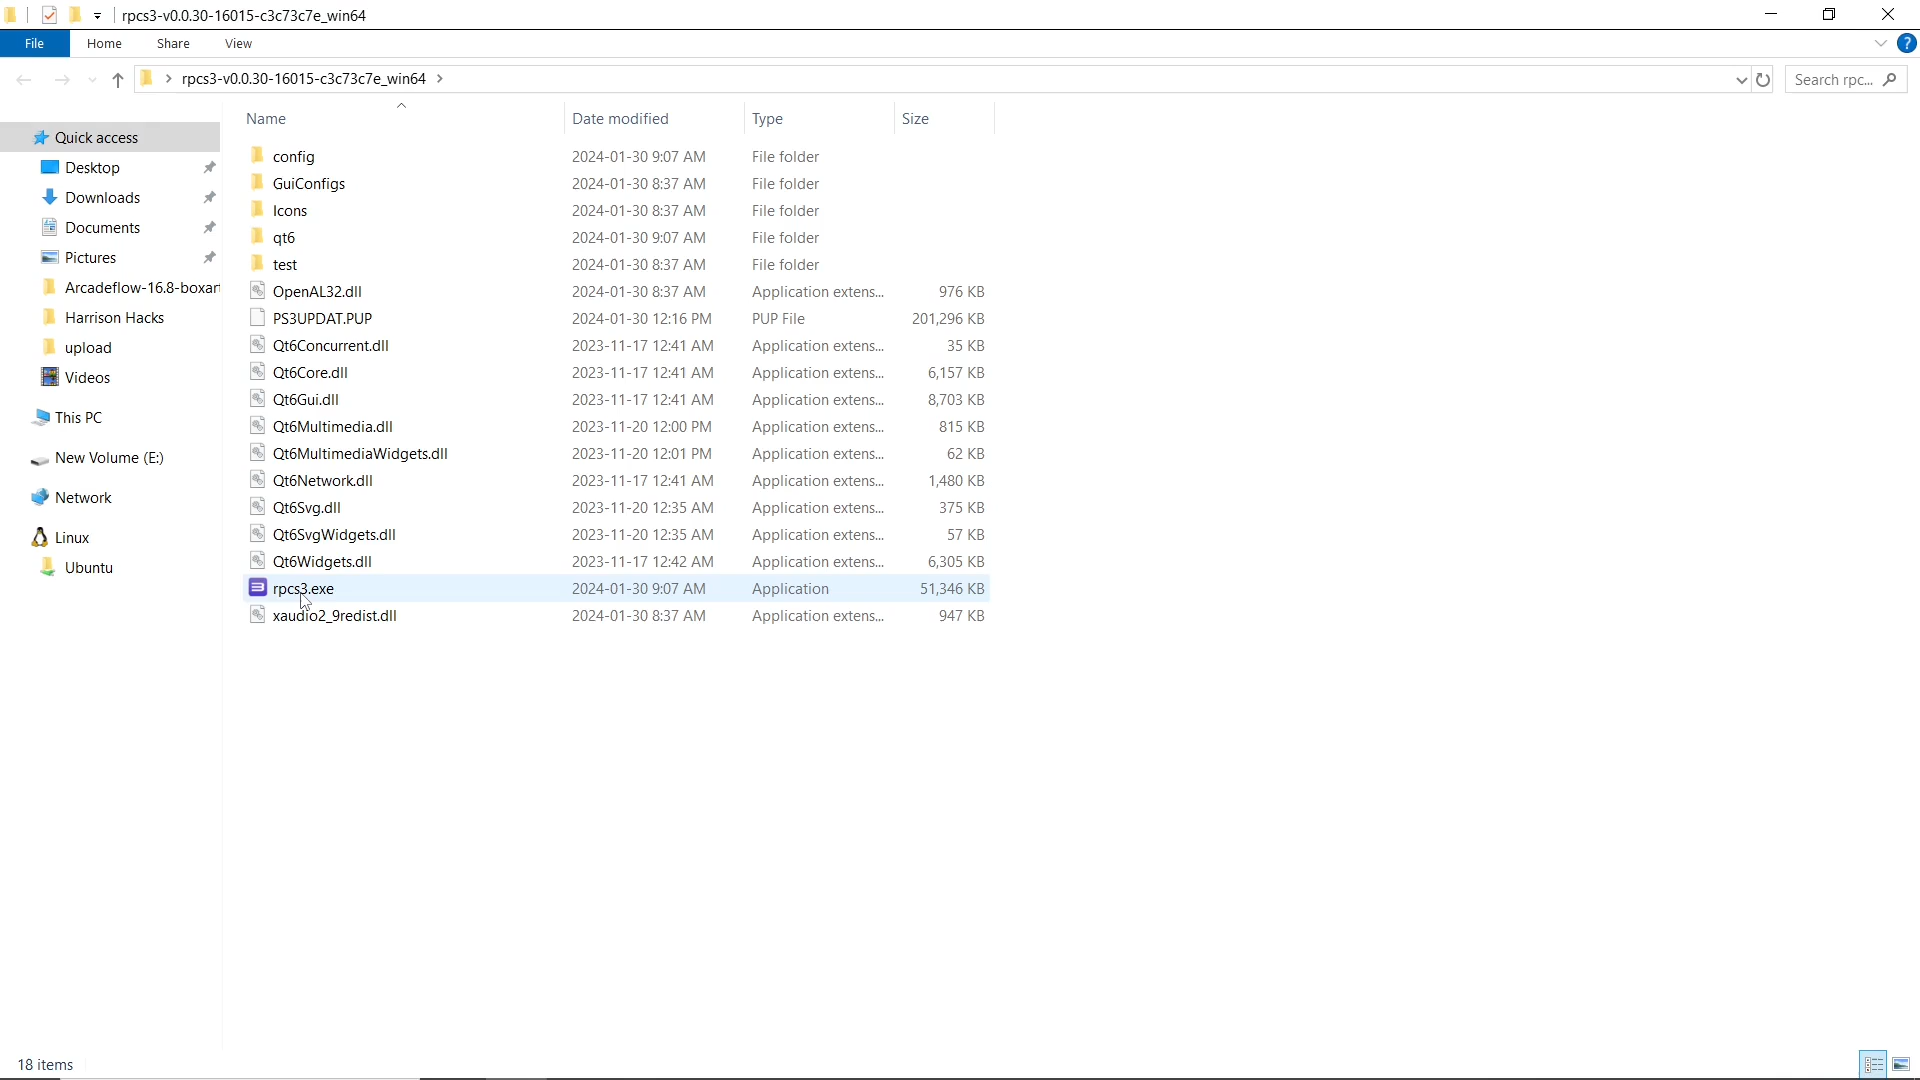 rpcs3-v0.0.30-16015-c3c73c7e_win64
File Home Share View
rpcs3-v0.0.30-16015-c3c73c7e_win64
Search rpc...
Quick access
Desktop
Downloads
Documents
Pictures
Arcadeflow-16.8-boxart
Harrison Hacks
upload
Videos
This PC
New Volume (E:)
Network
Linux
Ubuntu
Name Date modified Type Size
config 2024-01-30 9:07 AM File folder
GuiConfigs 2024-01-30 8:37 AM File folder
Icons 2024-01-30 8:37 AM File folder
qt6 2024-01-30 9:07 AM File folder
test 2024-01-30 8:37 AM File folder
OpenAL32.dll 2024-01-30 8:37 AM Application extens... 976 KB
PS3UPDAT.PUP 2024-01-30 12:16 PM PUP File 201,296 KB
Qt6Concurrent.dll 2023-11-17 12:41 AM Application extens... 35 KB
Qt6Core.dll 2023-11-17 12:41 AM Application extens... 6,157 KB
Qt6Gui.dll 2023-11-17 12:41 AM Application extens... 8,703 KB
Qt6Multimedia.dll 2023-11-20 12:00 PM Application extens... 815 KB
Qt6MultimediaWidgets.dll 2023-11-20 12:01 PM Application extens... 62 KB
Qt6Network.dll 2023-11-17 12:41 AM Application extens... 1,480 KB
Qt6Svg.dll 2023-11-20 12:35 AM Application extens... 375 KB
Qt6SvgWidgets.dll 2023-11-20 12:35 AM Application extens... 57 KB
Qt6Widgets.dll 2023-11-17 12:42 AM Application extens... 6,305 KB
rpcs3.exe 2024-01-30 9:07 AM Application 51,346 KB
xaudio2_9redist.dll 2024-01-30 8:37 AM Application extens... 947 KB
18 items